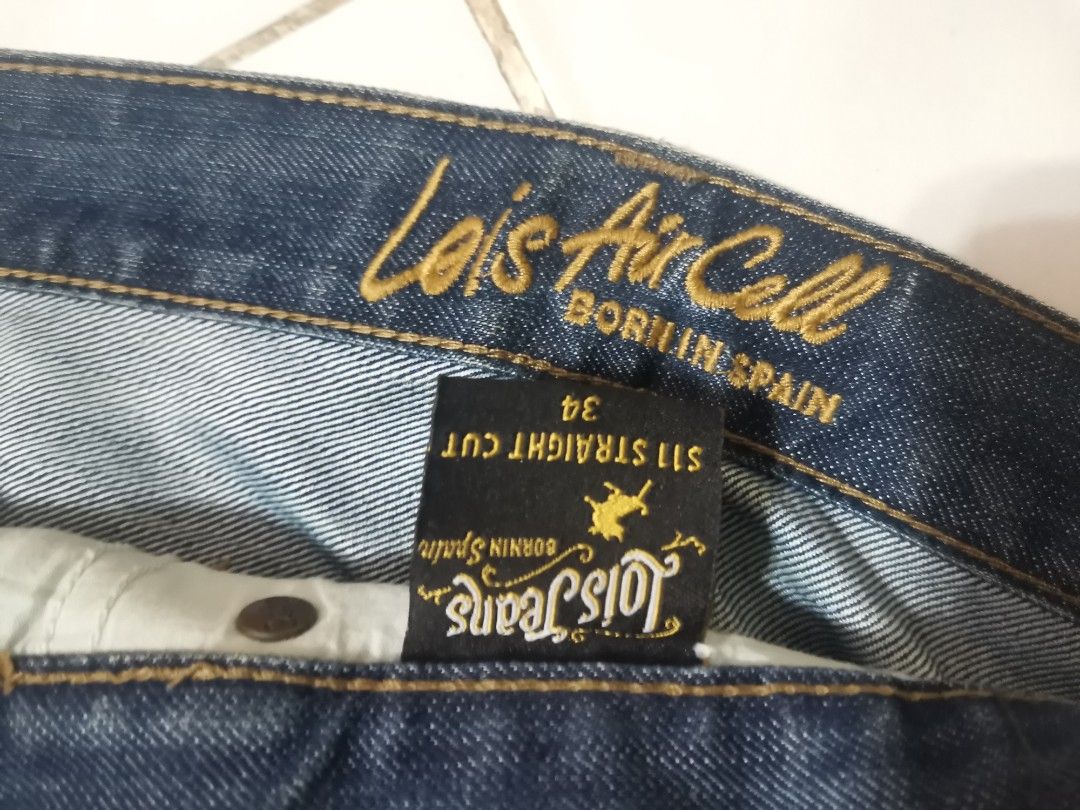 Lois Air Cell
BORN IN SPAIN
Lois Jeans
BORN IN Spain
S11 STRAIGHT CUT
34